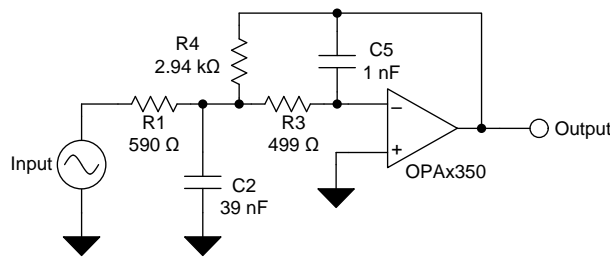 R4
2.94 kΩ
C5
1 nF
R1
590 Ω
R3
499 Ω
−
+
OPAx350
Output
Input
C2
39 nF